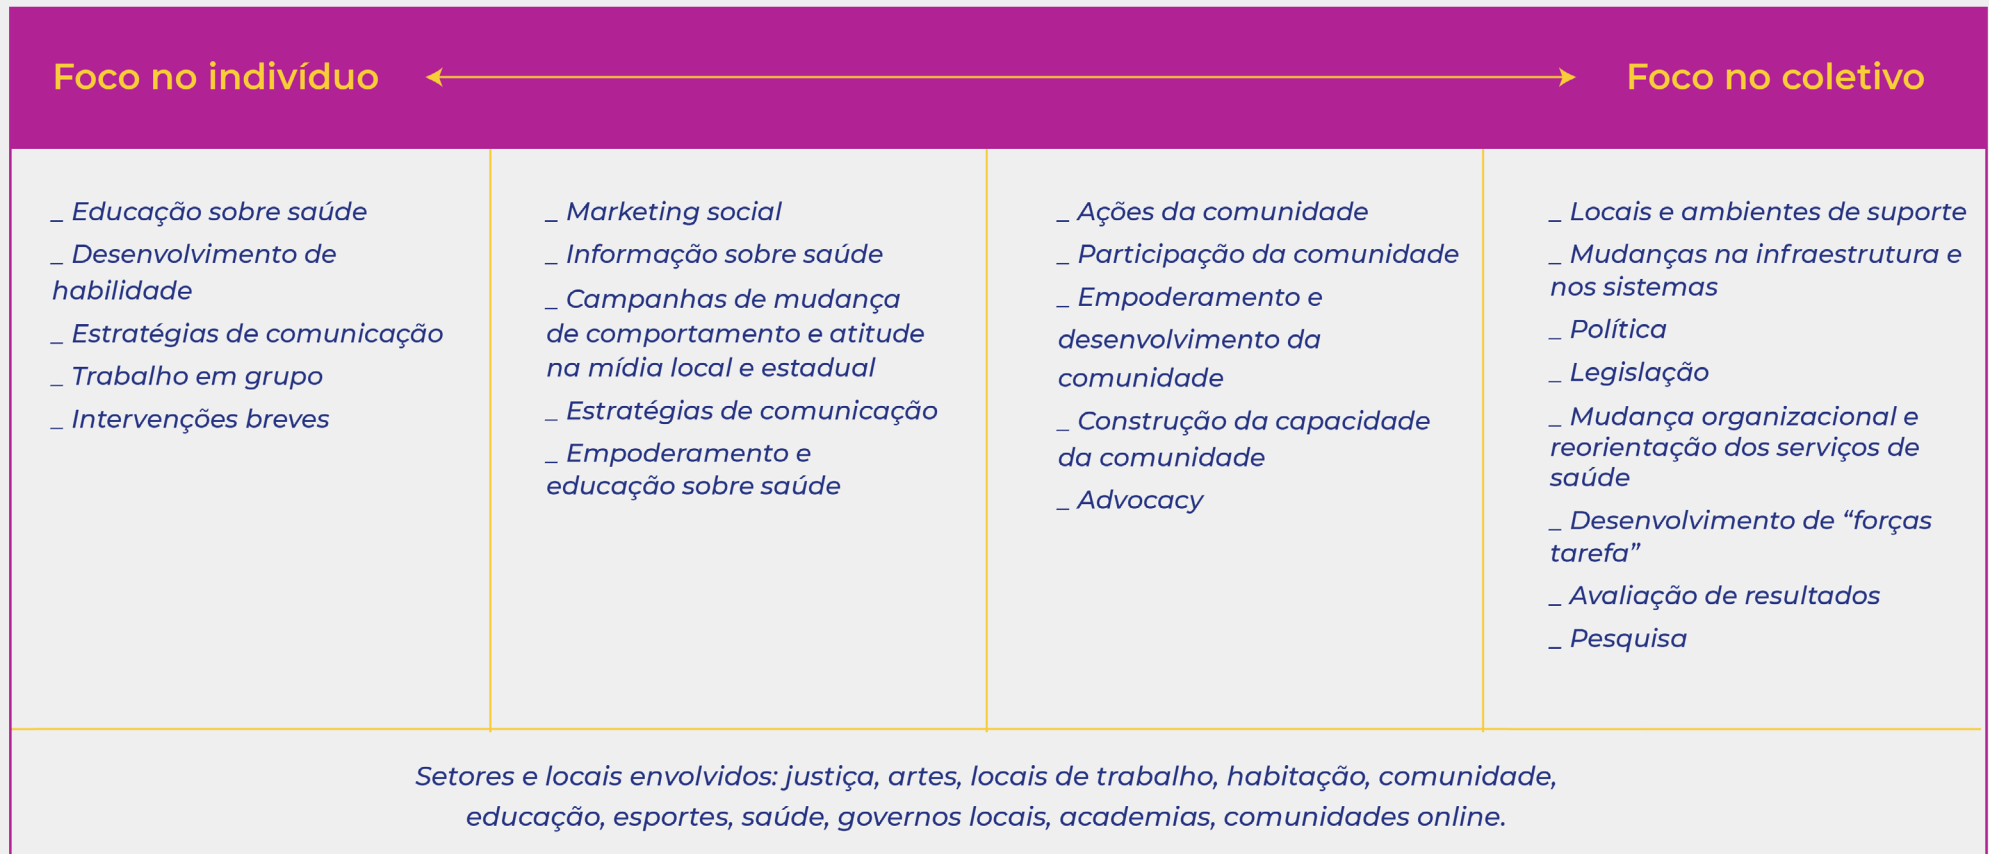 Foco no indivíduo
Foco no coletivo
_ Educação sobre saúde
_ Desenvolvimento de
habilidade
_ Estratégias de comunicação
_ Trabalho em grupo
_ Intervenções breves
_ Marketing social
_ Informação sobre saúde
_ Campanhas de mudança
de comportamento e atitude
na mídia local e estadual
_ Estratégias de comunicação
_ Empoderamento e
educação sobre saúde
_ Ações da comunidade
_ Participação da comunidade
_ Empoderamento e
desenvolvimento da
comunidade
_ Construção da capacidade
da comunidade
_ Advocacy
_ Locais e ambientes de suporte
_ Mudanças na infraestrutura e
nos sistemas
_ Política
_ Legislação
_ Mudança organizacional e
reorientação dos serviços de
saúde
_ Desenvolvimento de “forças
tarefa”
_ Avaliação de resultados
_ Pesquisa
Setores e locais envolvidos: justiça, artes, locais de trabalho, habitação, comunidade,
educação, esportes, saúde, governos locais, academias, comunidades online.